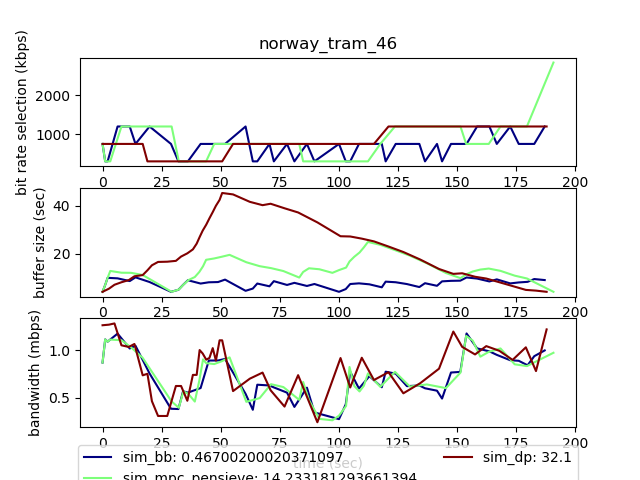 norway_tram_46
bit rate selection (kbps)
2000
1000
0 25 50 75 100 125 150 175 200
buffer size (sec)
40
20
0 25 50 75 100 125 150 175 200
bandwidth (mbps)
1.0
0.5
0 25 50 75 100 125 150 175 200
time (sec)
sim_bb: 0.46700200020371097
sim_dp: 32.1
sim_mpc_pensieve: 14.233181293661394